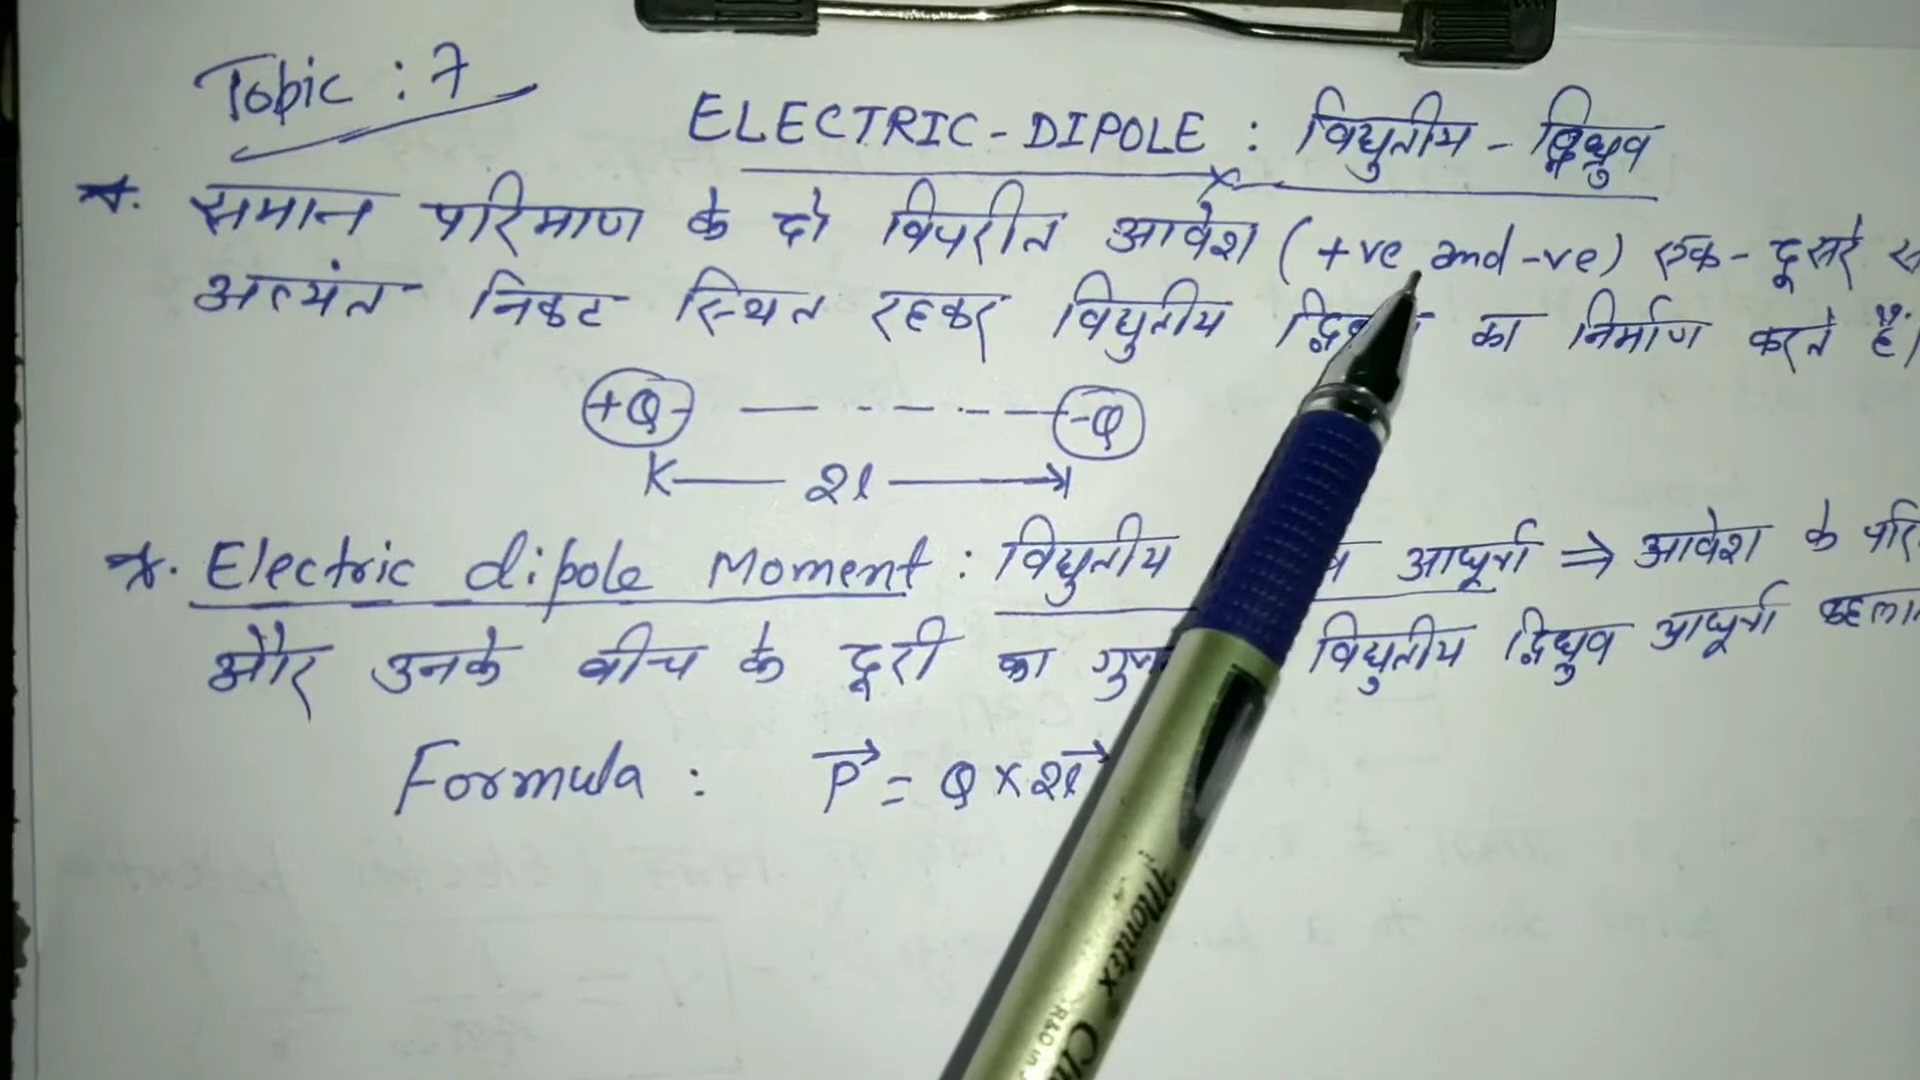 Topic : 7
ELECTRIC-DIPOLE : विद्युतीय - द्विध्रुव
*. समान परिमाण के दो विपरीत आवेश (+ve and -ve) एक-दूसरे
अत्यंत निकट स्थित रहकर विद्युतीय का निर्माण करते हैं।
+Q -Q
2l
*. Electric dipole Moment : विद्युतीय आघूर्ण ⇒ आवेश के
और उनके बीच के दूरी का विद्युतीय द्विध्रुव आघूर्ण
Formula : P⃗ = Q × 2l⃗
Montex